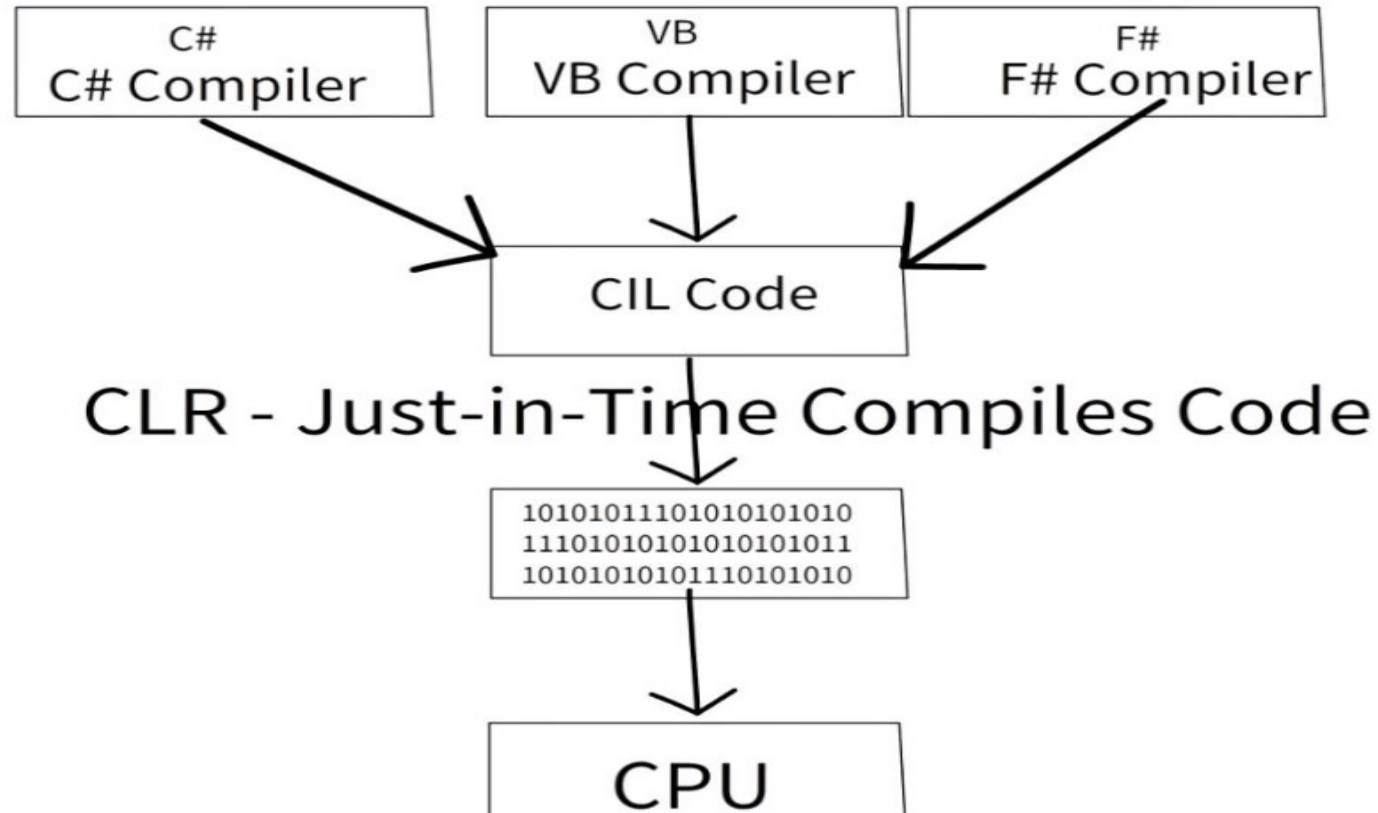 C#
C# Compiler
VB
VB Compiler
F#
F# Compiler
CIL Code
CLR - Just-in-Time Compiles Code
10101011101010101010
11101010101010101011
10101010101110101010
CPU